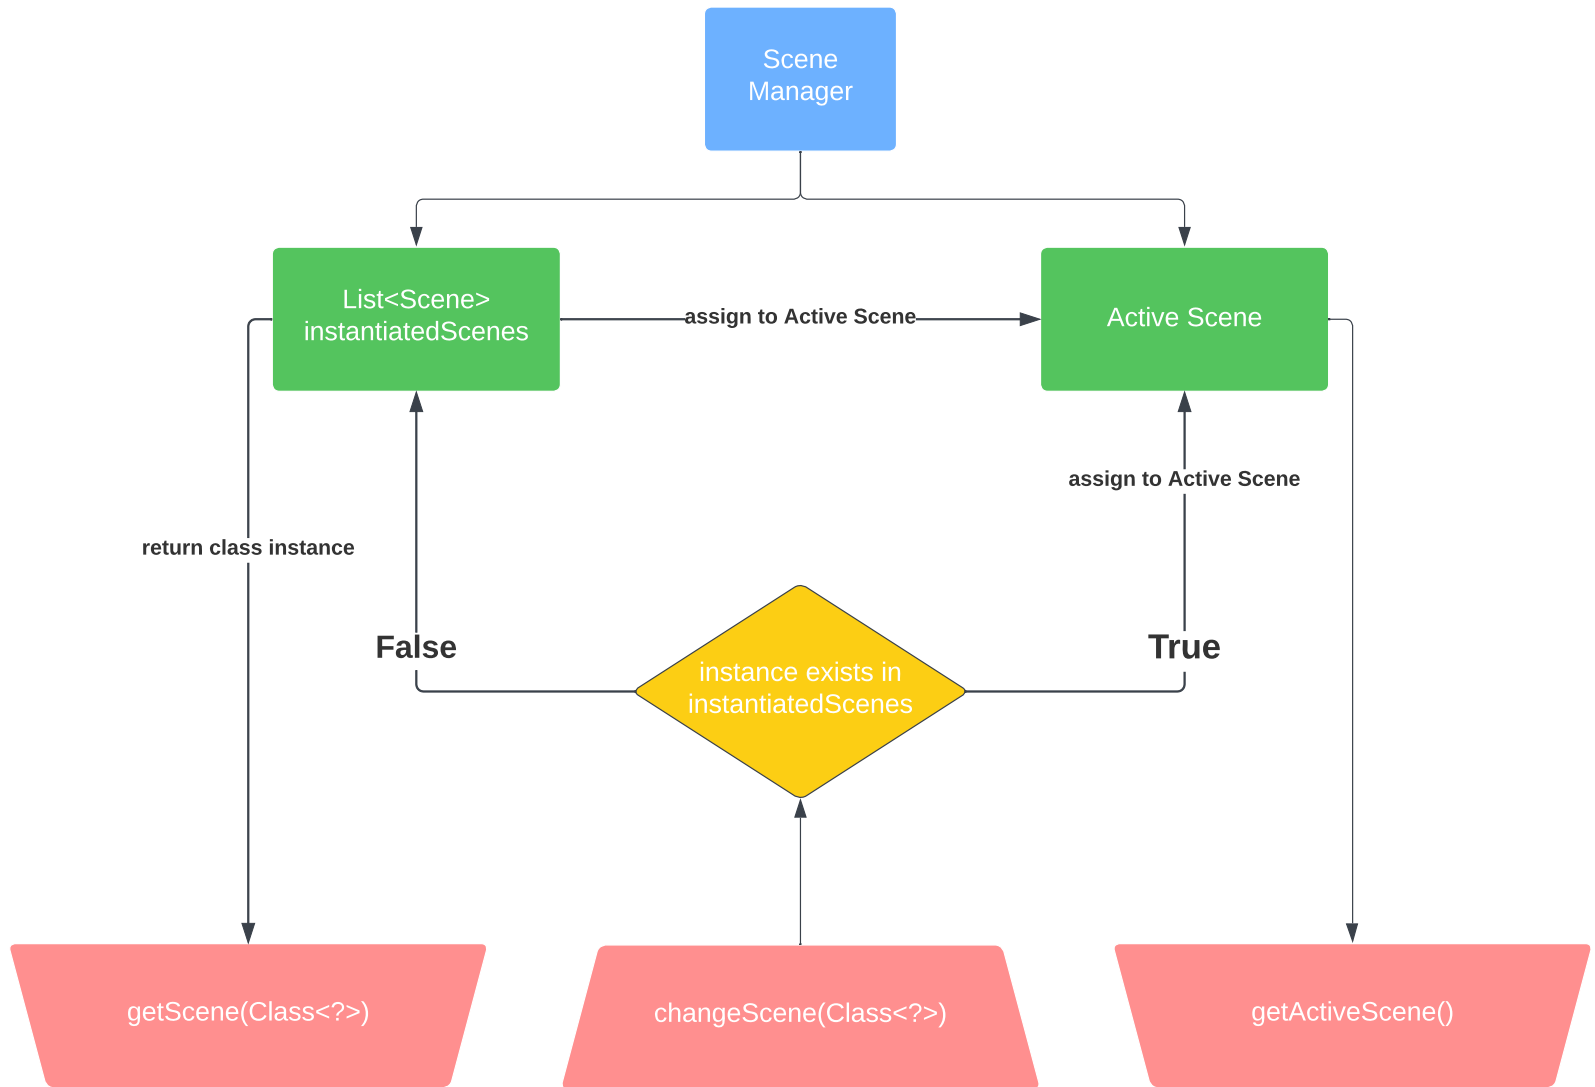 Scene
Manager
List<Scene>
instantiatedScenes
assign to Active Scene
Active Scene
assign to Active Scene
return class instance
False
True
instance exists in
instantiatedScenes
getScene(Class<?>)
changeScene(Class<?>)
getActiveScene()